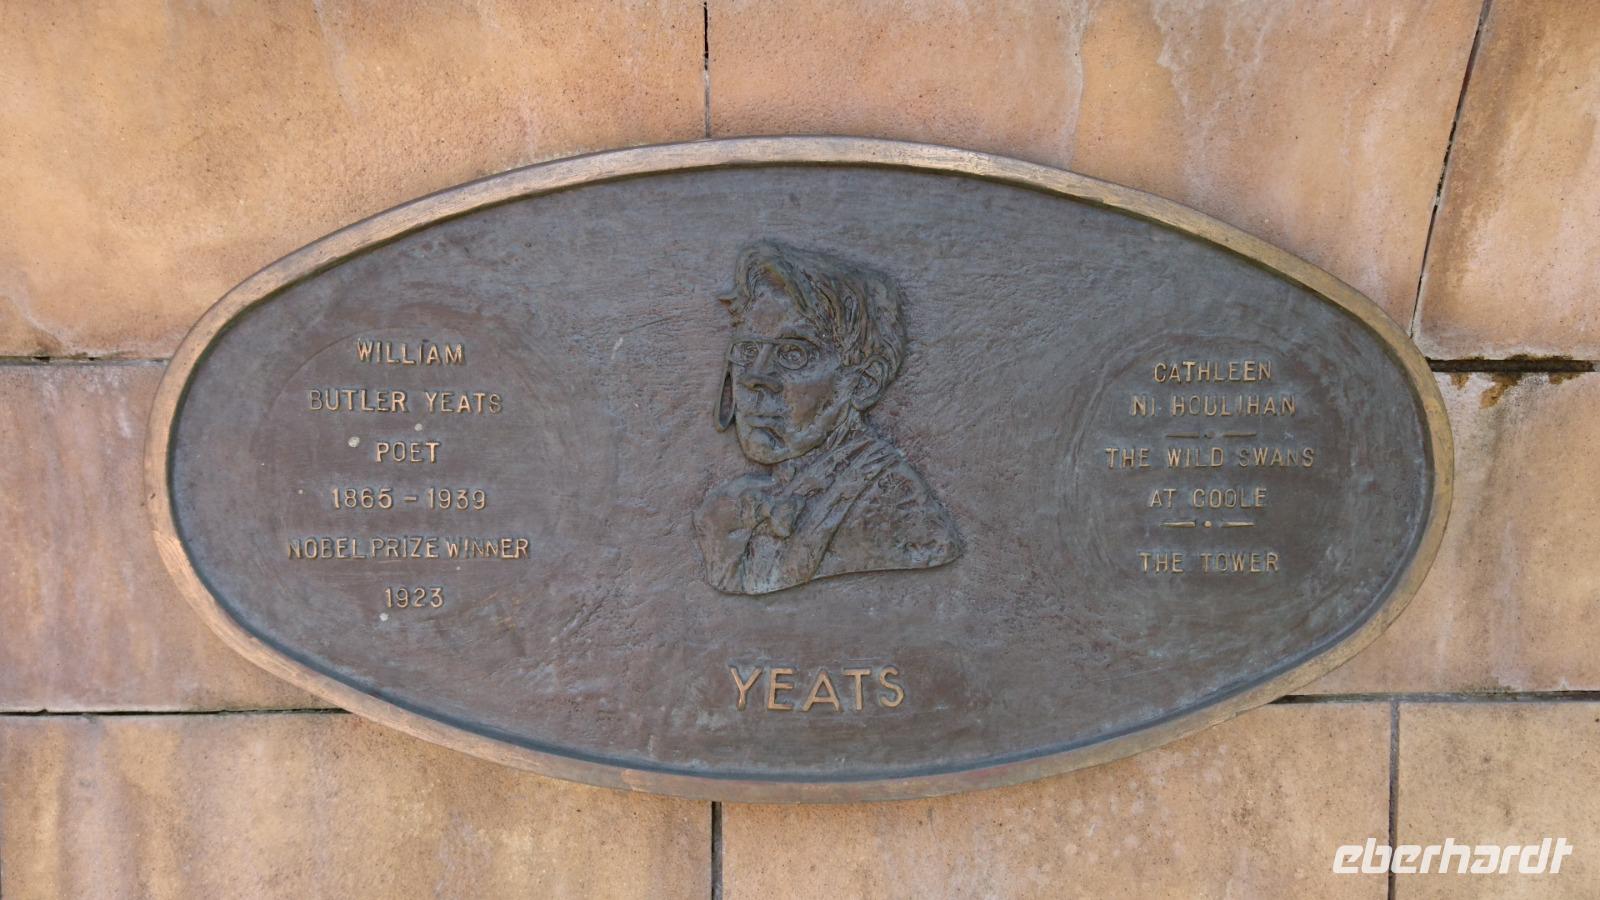 WILLIAM
BUTLER YEATS
POET
1865 - 1939
NOBEL PRIZE WINNER
1923
CATHLEEN
NI HOULIHAN
THE WILD SWANS
AT COOLE
THE TOWER
YEATS
eberhardt